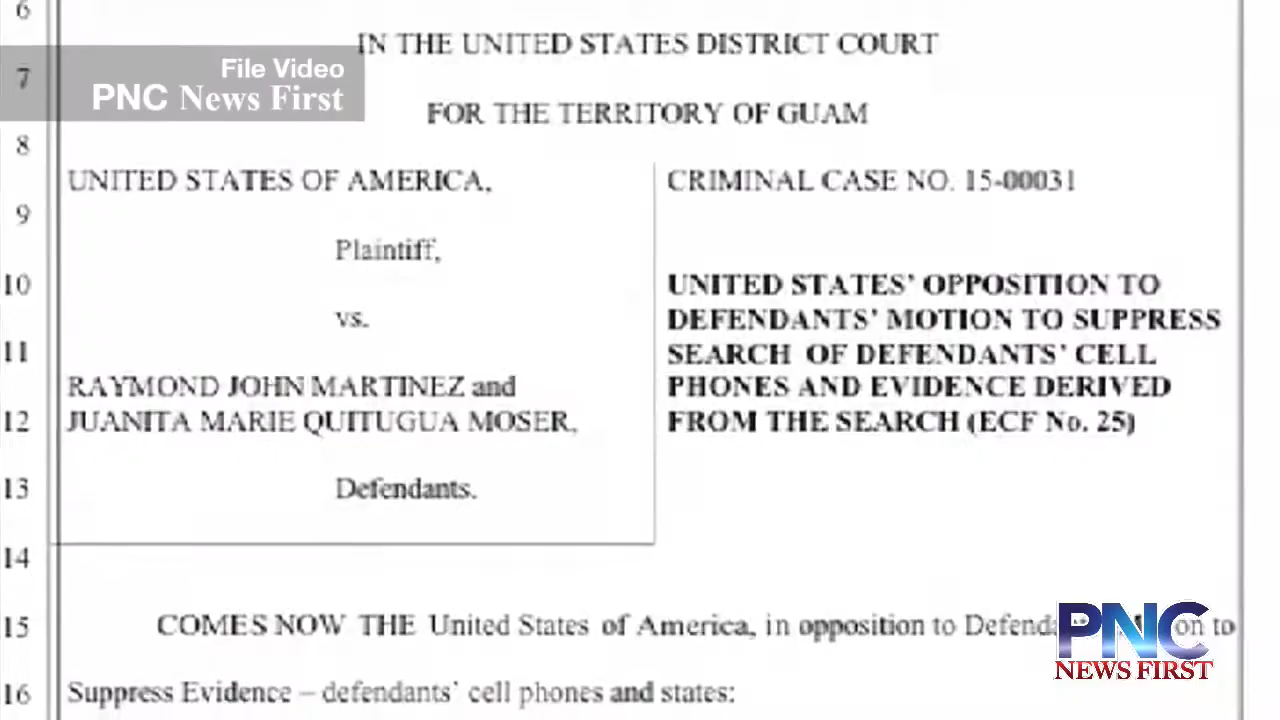 6
IN THE UNITED STATES DISTRICT COURT
File Video
7
PNC News First
FOR THE TERRITORY OF GUAM
8
UNITED STATES OF AMERICA,
CRIMINAL CASE NO. 15-00031
9
Plaintiff,
10
UNITED STATES' OPPOSITION TO
vs.
DEFENDANTS' MOTION TO SUPPRESS
11
SEARCH OF DEFENDANTS' CELL
RAYMOND JOHN MARTINEZ and
PHONES AND EVIDENCE DERIVED
12
JUANITA MARIE QUITUGUA MOSER,
FROM THE SEARCH (ECF No. 25)
13
Defendants.
14
15
COMES NOW THE United States of America, in opposition to on to
PNC
NEWS FIRST
16
Suppress Evidence – defendants' cell phones and states: